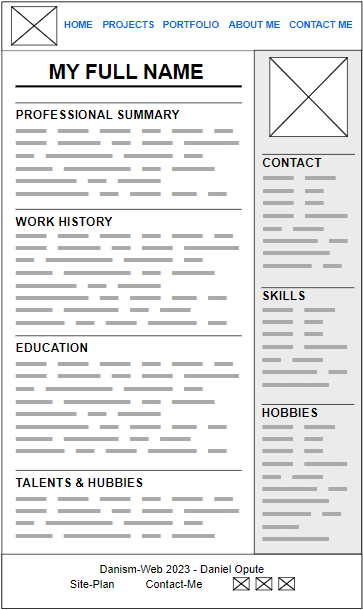 HOME PROJECTS PORTFOLIO ABOUT ME CONTACT ME
MY FULL NAME
PROFESSIONAL SUMMARY
WORK HISTORY
EDUCATION
TALENTS & HUBBIES
CONTACT
SKILLS
HOBBIES
Danism-Web 2023 - Daniel Opute
Site-Plan Contact-Me